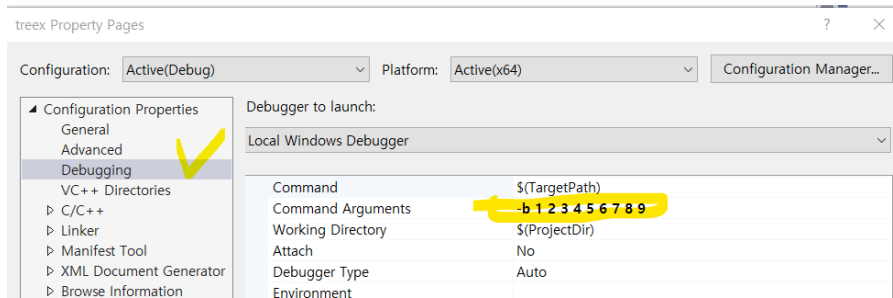 treex Property Pages ? ×
Configuration: Active(Debug) Platform: Active(x64) Configuration Manager...
Configuration Properties
General
Advanced
Debugging
VC++ Directories
C/C++
Linker
Manifest Tool
XML Document Generator
Browse Information
Debugger to launch:
Local Windows Debugger
Command $(TargetPath)
Command Arguments -b 1 2 3 4 5 6 7 8 9
Working Directory $(ProjectDir)
Attach No
Debugger Type Auto
Environment